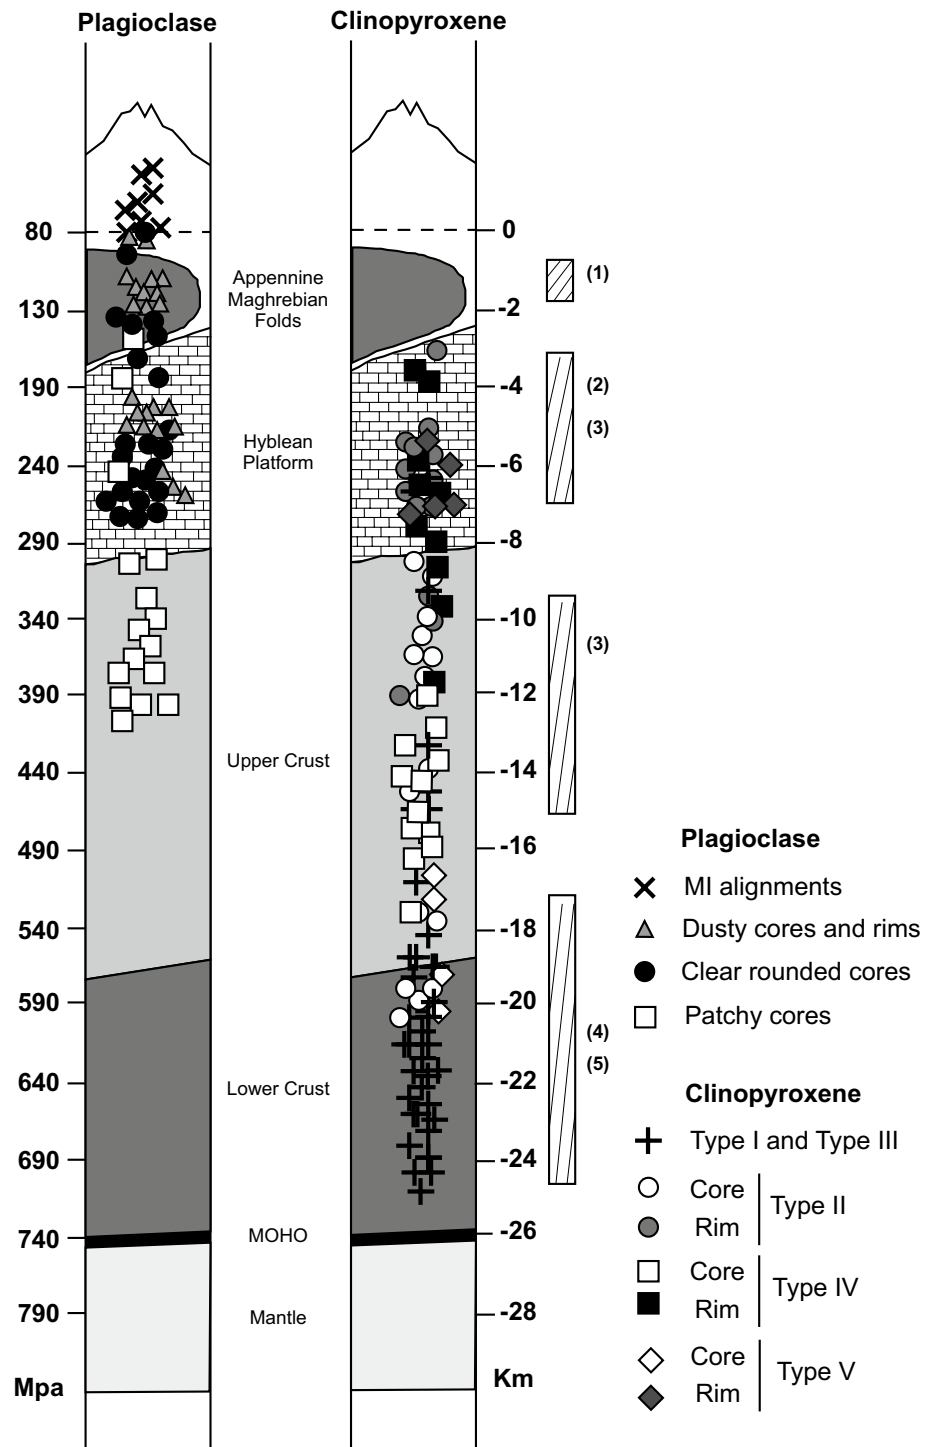 Plagioclase
Clinopyroxene
80
130
190
240
290
340
390
440
490
540
590
640
690
740
790
Mpa
Appennine
Maghrebian
Folds
Hyblean
Platform
Upper Crust
Lower Crust
MOHO
Mantle
0
-2
-4
-6
-8
-10
-12
-14
-16
-18
-20
-22
-24
-26
-28
Km
(1)
(2)
(3)
(3)
(4)
(5)
Plagioclase
MI alignments
Dusty cores and rims
Clear rounded cores
Patchy cores
Clinopyroxene
Type I and Type III
Core
Rim
Type II
Core
Rim
Type IV
Core
Rim
Type V